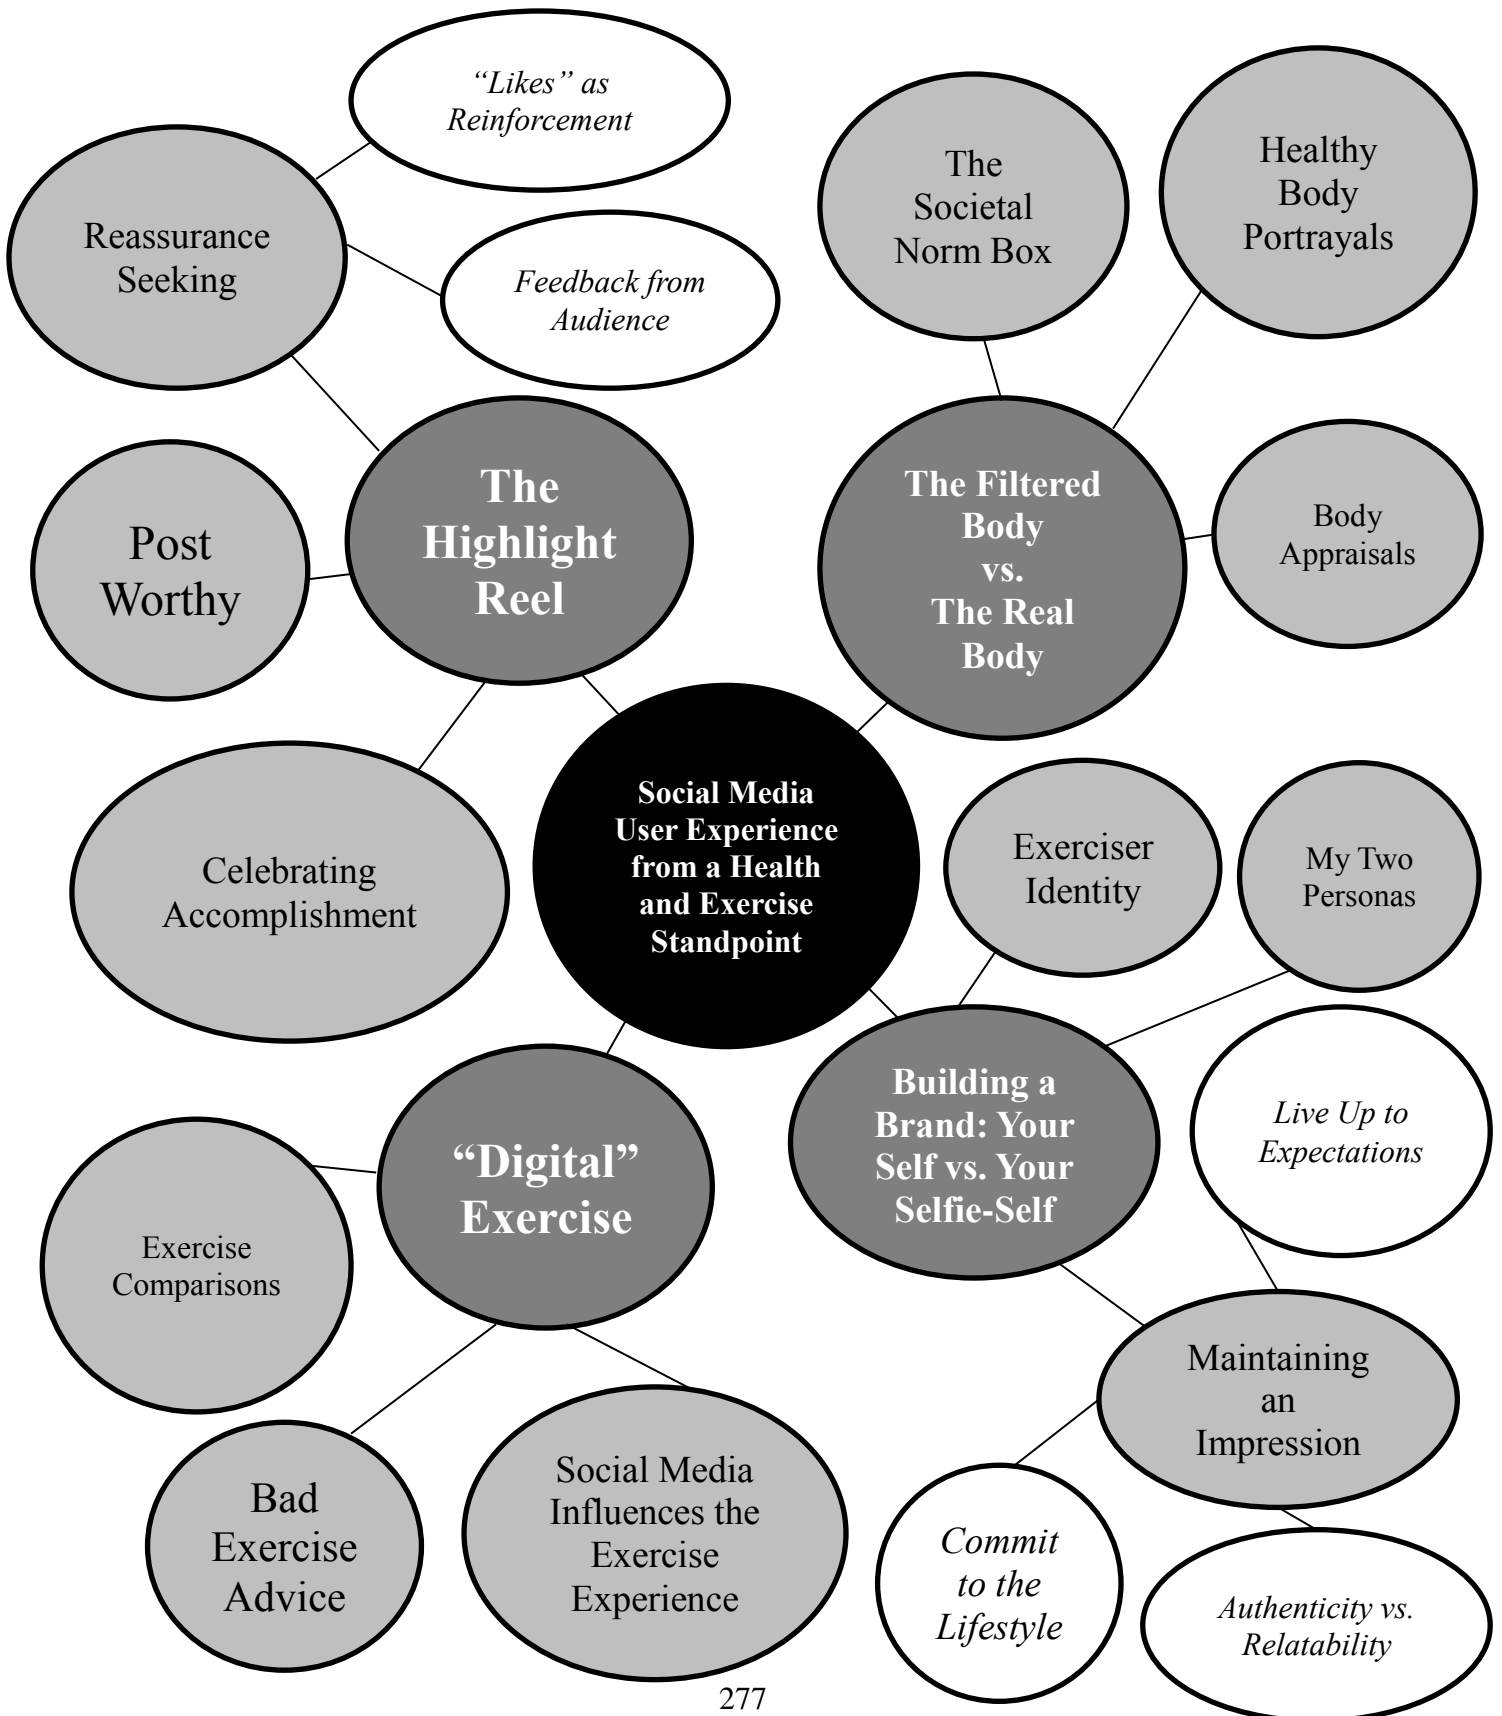 “Likes” as
Reinforcement
Reassurance
Seeking
Feedback from
Audience
The
Societal
Norm Box
Healthy
Body
Portrayals
The
Highlight
Reel
Post
Worthy
The Filtered
Body
vs.
The Real
Body
Body
Appraisals
Celebrating
Accomplishment
Social Media
User Experience
from a Health
and Exercise
Standpoint
Exerciser
Identity
My Two
Personas
“Digital”
Exercise
Building a
Brand: Your
Self vs. Your
Selfie-Self
Live Up to
Expectations
Exercise
Comparisons
Maintaining
an
Impression
Bad
Exercise
Advice
Social Media
Influences the
Exercise
Experience
Commit
to the
Lifestyle
Authenticity vs.
Relatability
277